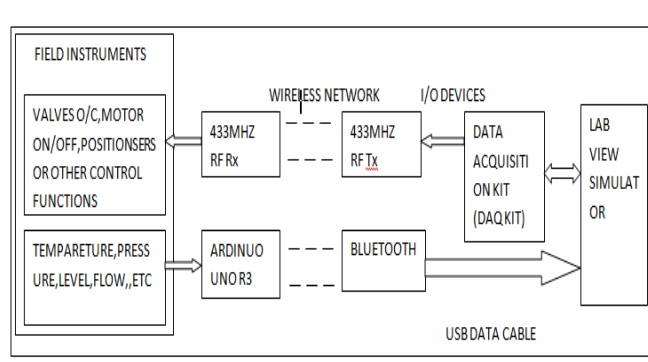 FIELD INSTRUMENTS
WIRELESS NETWORK
I/O DEVICES
VALVES O/C,MOTOR
ON/OFF,POSITIONSERS
OR OTHER CONTROL
FUNCTIONS
433MHZ
RF Rx
433MHZ
RF Tx
DATA
ACQUISITI
ON KIT
(DAQ KIT)
LAB
VIEW
SIMULAT
OR
TEMPARETURE,PRESS
URE,LEVEL,FLOW,,ETC
ARDINUO
UNO R3
BLUETOOTH
USB DATA CABLE